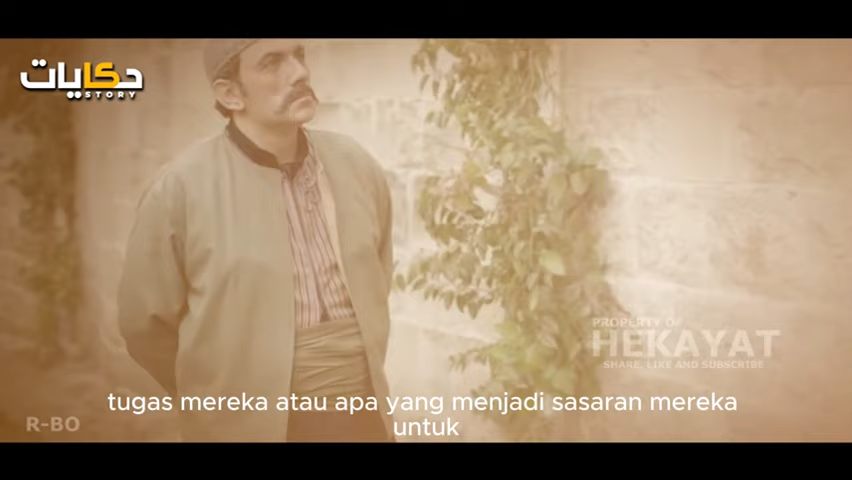 حكايات
STORY
PROPERTY OF
HEKAYAT
SHARE, LIKE AND SUBSCRIBE
tugas mereka atau apa yang menjadi sasaran mereka
untuk
R-BO